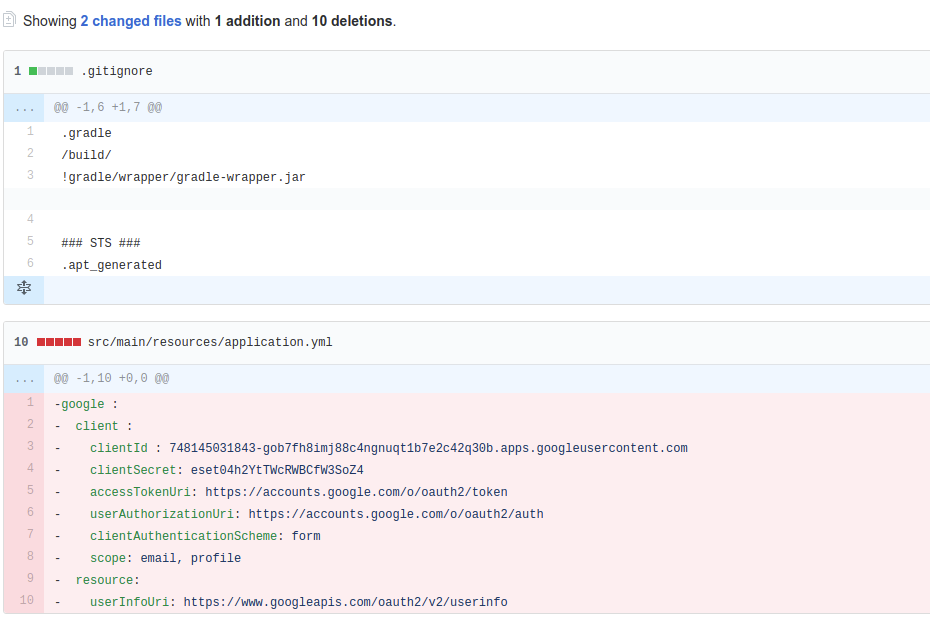 Showing 2 changed files with 1 addition and 10 deletions.
1 .gitignore
... @@ -1,6 +1,7 @@
1 .gradle
2 /build/
3 !gradle/wrapper/gradle-wrapper.jar
4
5 ### STS ###
6 .apt_generated
10 src/main/resources/application.yml
... @@ -1,10 +0,0 @@
1 -google :
2 -  client :
3 -    clientId : 748145031843-gob7fh8imj88c4ngnuqt1b7e2c42q30b.apps.googleusercontent.com
4 -    clientSecret: eset04h2YtTWcRWBCfW3SoZ4
5 -    accessTokenUri: https://accounts.google.com/o/oauth2/token
6 -    userAuthorizationUri: https://accounts.google.com/o/oauth2/auth
7 -    clientAuthenticationScheme: form
8 -    scope: email, profile
9 -  resource:
10 -    userInfoUri: https://www.googleapis.com/oauth2/v2/userinfo